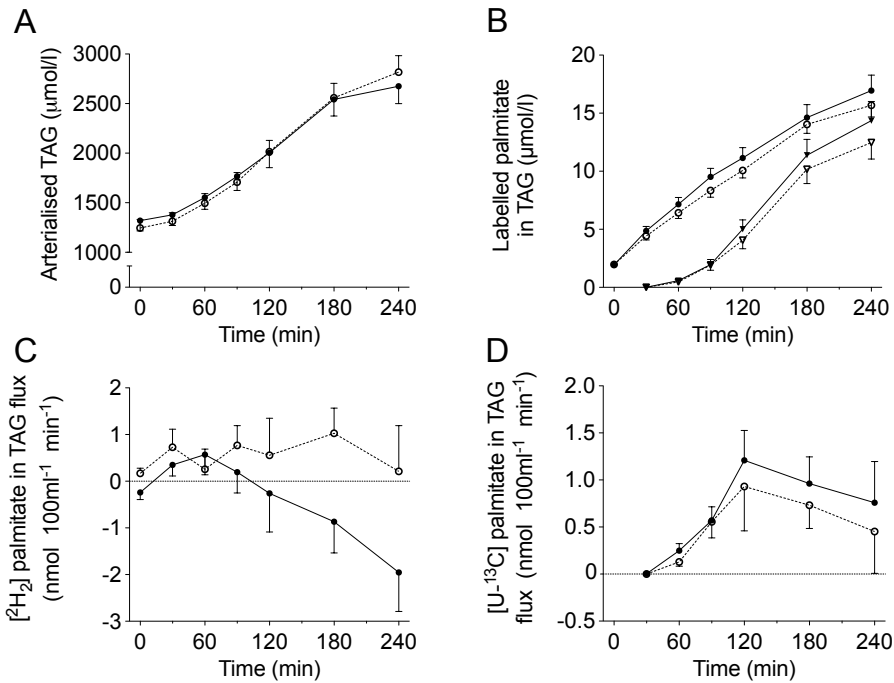 A
Arterialised TAG (μmol/l)
3000
2500
2000
1500
1000
0
0 60 120 180 240
Time (min)
B
Labelled palmitate
in TAG (μmol/l)
20
15
10
5
0
0 60 120 180 240
Time (min)
C
[²H₂] palmitate in TAG flux
(nmol 100ml⁻¹ min⁻¹)
2
1
0
-1
-2
-3
0 60 120 180 240
Time (min)
D
[U-¹³C] palmitate in TAG
flux (nmol 100ml⁻¹ min⁻¹)
2.0
1.5
1.0
0.5
0.0
-0.5
0 60 120 180 240
Time (min)